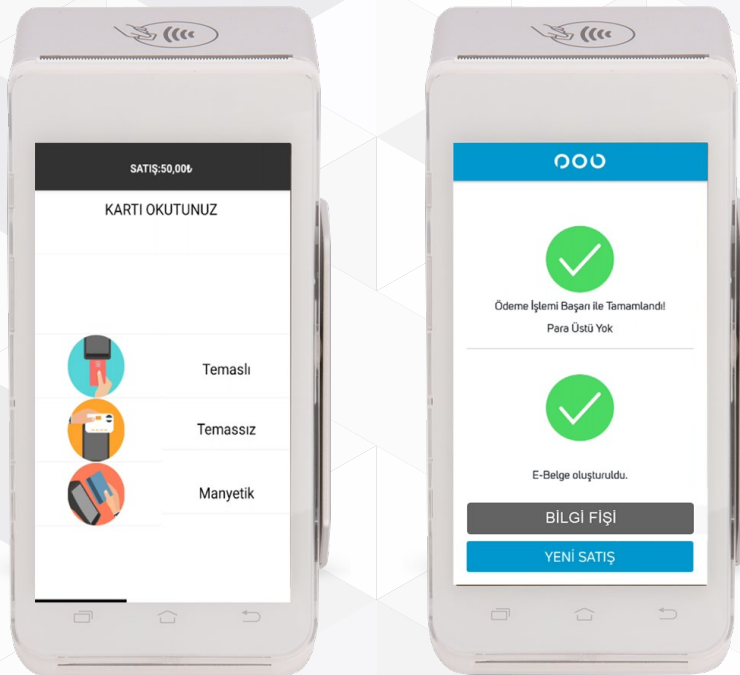 SATIŞ:50,00₺
KARTI OKUTUNUZ
Temaslı
Temassız
Manyetik
Ödeme İşlemi Başarı ile Tamamlandı!
Para Üstü Yok
E-Belge oluşturuldu.
BİLGİ FİŞİ
YENİ SATIŞ